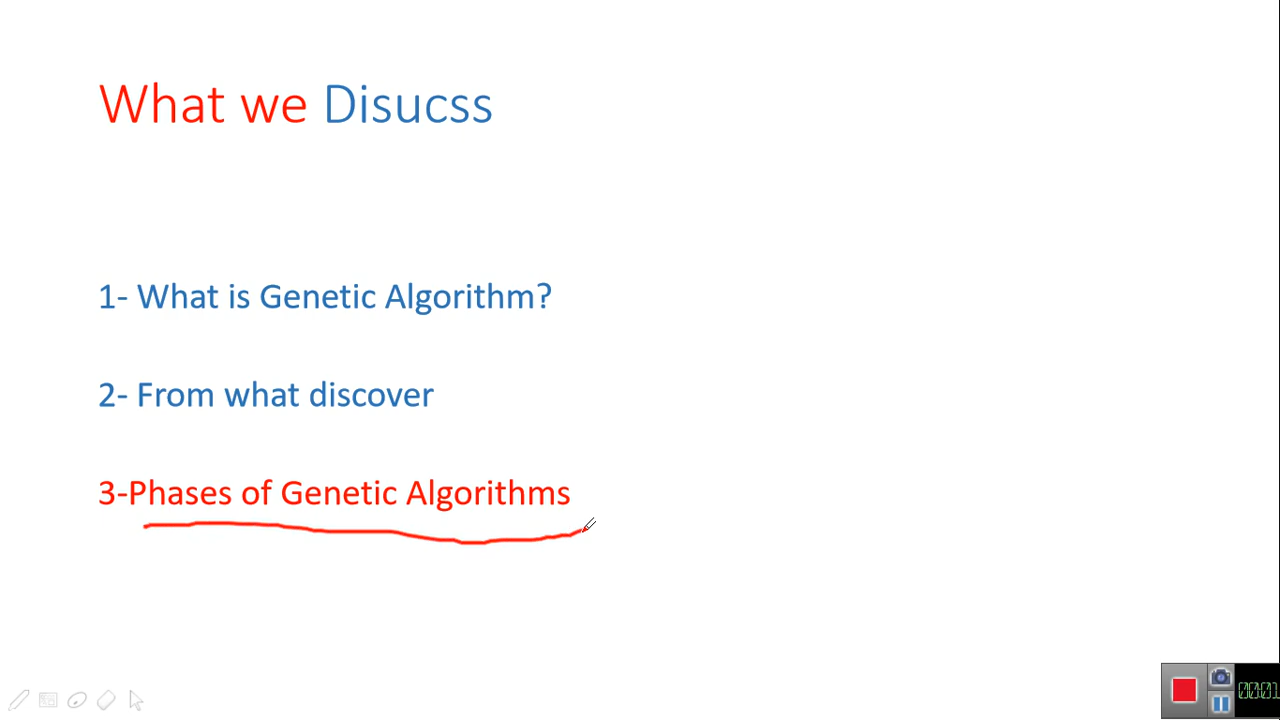 What we Disucss
1- What is Genetic Algorithm?
2- From what discover
3-Phases of Genetic Algorithms